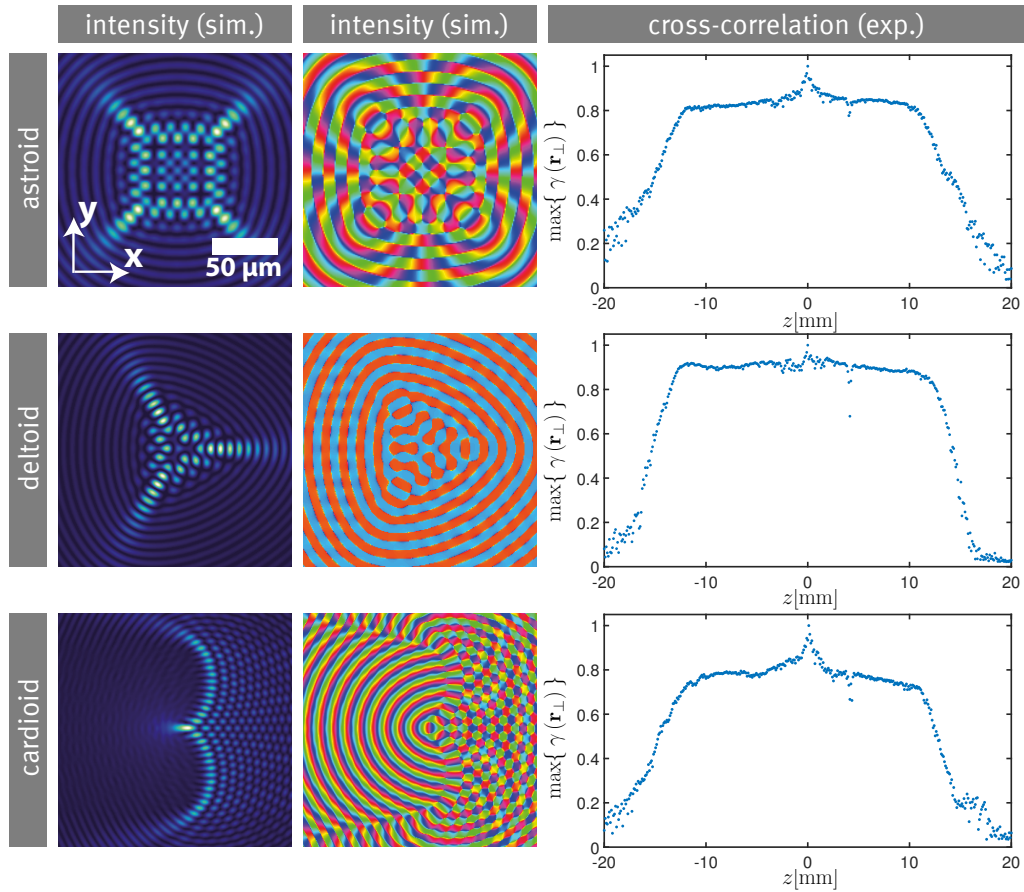 intensity (sim.) intensity (sim.) cross-correlation (exp.)
astroid
y
x
50 µm
max{ γ (r⊥) }
1
0.8
0.6
0.4
0.2
0
-20 -10 0 10 20
z[mm]
deltoid
max{ γ (r⊥) }
1
0.8
0.6
0.4
0.2
0
-20 -10 0 10 20
z[mm]
cardioid
max{ γ (r⊥) }
1
0.8
0.6
0.4
0.2
0
-20 -10 0 10 20
z[mm]